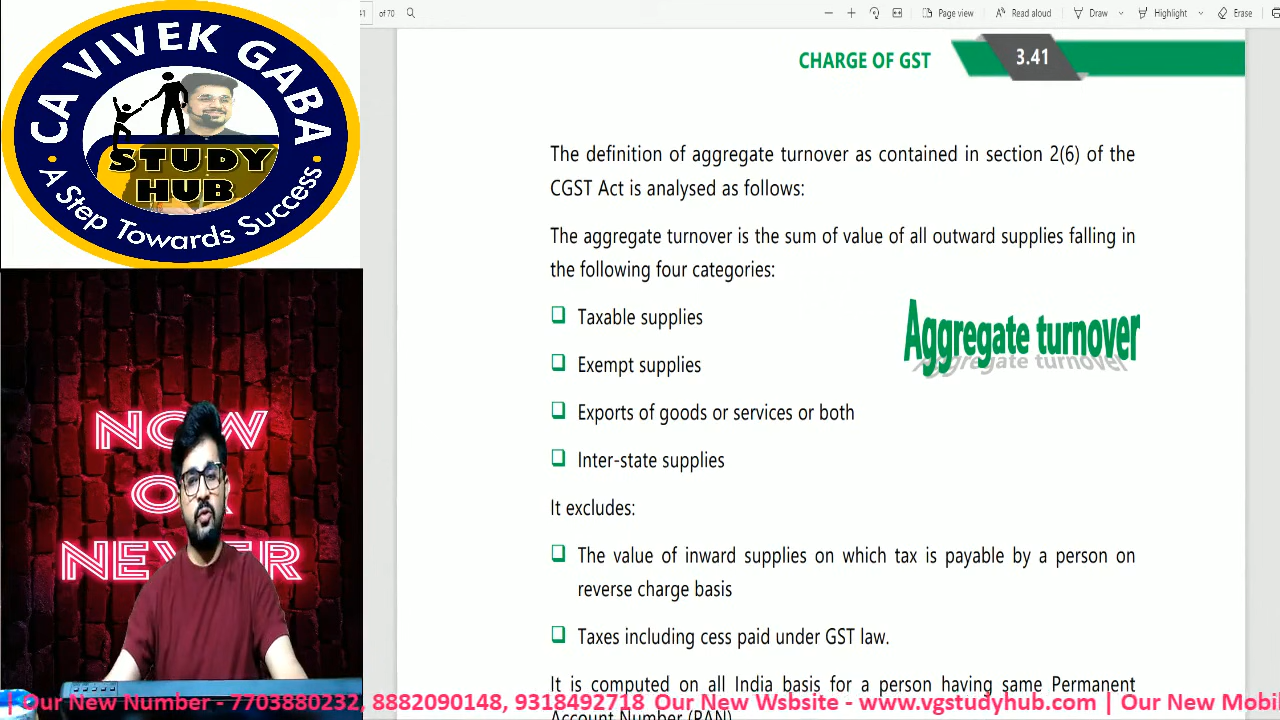 CA VIVEK GABA
STUDY
HUB
A Step Towards Success
41 of 70
Page view
Read aloud
Draw
Highlight
Erase
CHARGE OF GST 3.41
The definition of aggregate turnover as contained in section 2(6) of the
CGST Act is analysed as follows:
The aggregate turnover is the sum of value of all outward supplies falling in
the following four categories:
Taxable supplies
Exempt supplies
Exports of goods or services or both
Inter-state supplies
Aggregate turnover
It excludes:
The value of inward supplies on which tax is payable by a person on
reverse charge basis
Taxes including cess paid under GST law.
It is computed on all India basis for a person having same Permanent
Account Number (PAN)
NOW
OR
NEVER
| Our New Number - 7703880232, 8882090148, 9318492718 Our New Wsbsite - www.vgstudyhub.com | Our New Mobi